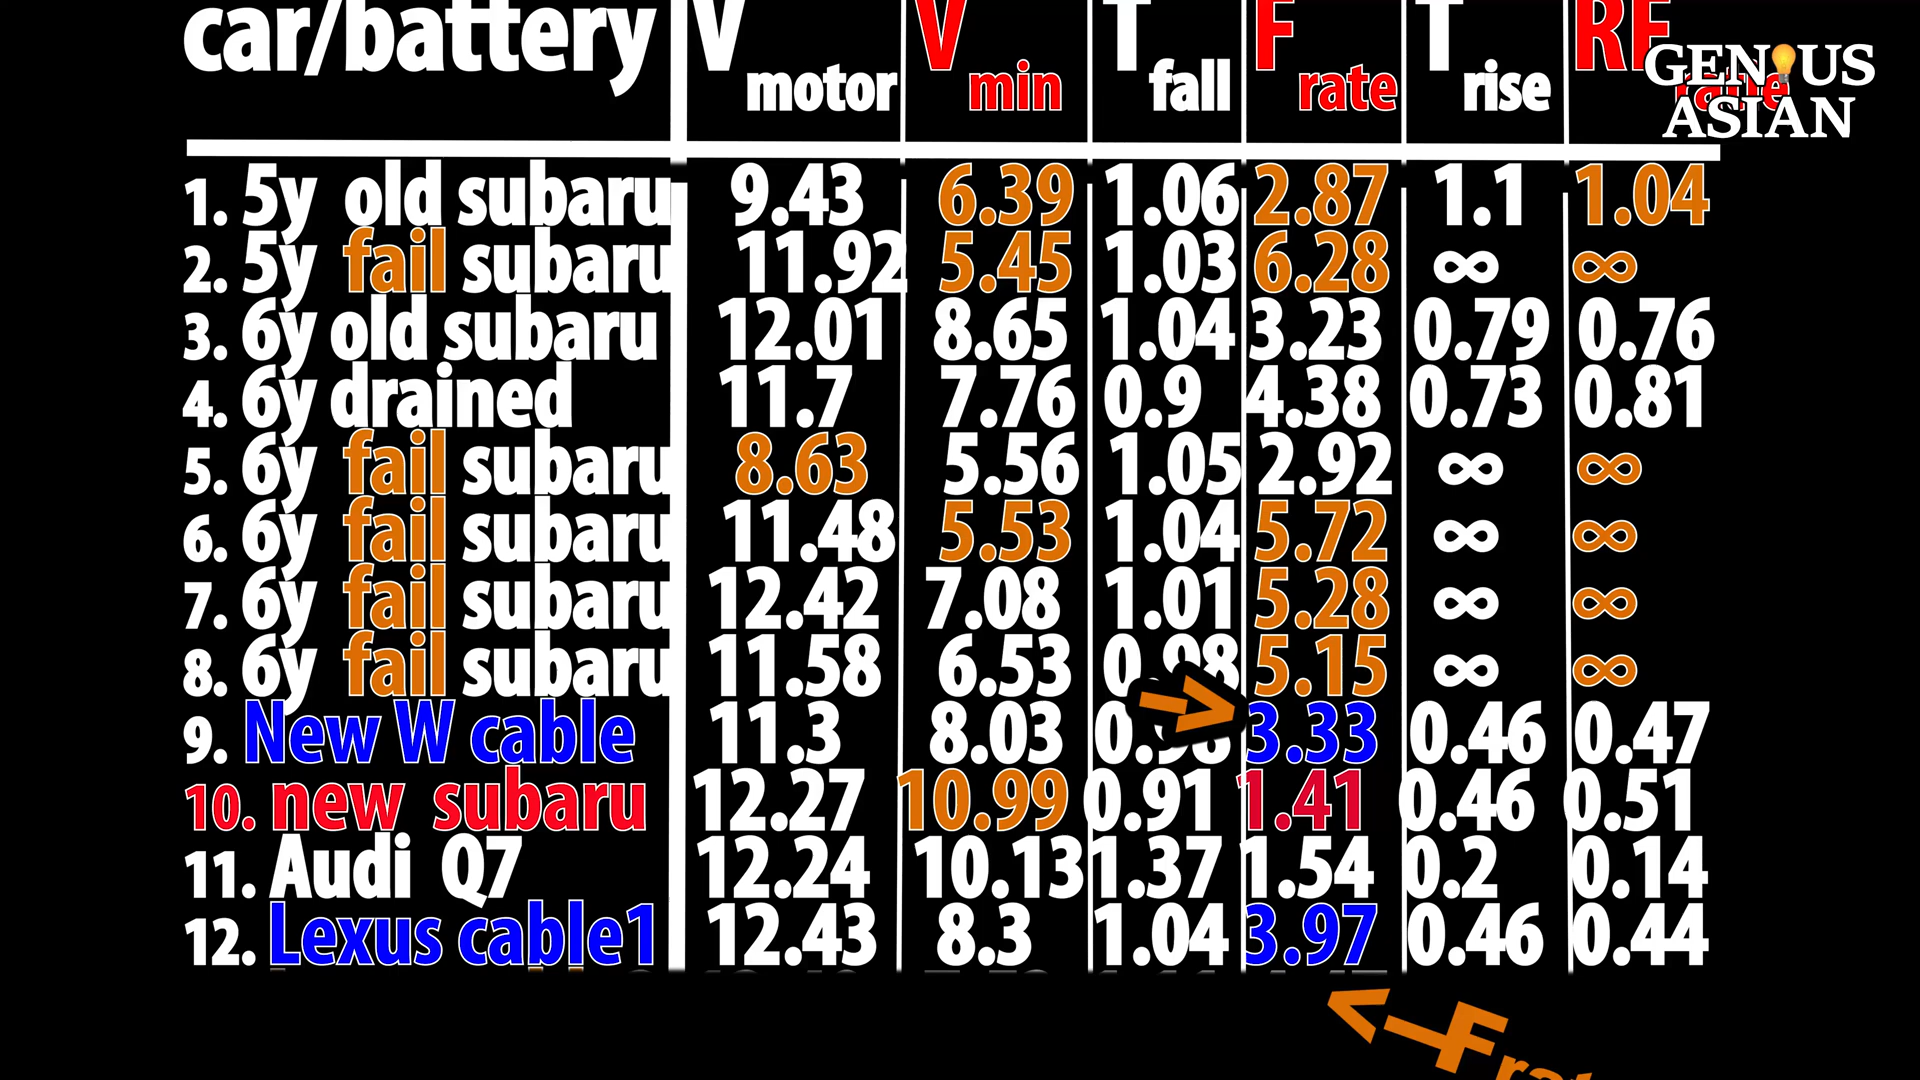 car/battery V motor V min T fall F rate T rise RF rate
GENIUS
ASIAN
1. 5y old subaru 9.43 6.39 1.06 2.87 1.1 1.04
2. 5y fail subaru 11.92 5.45 1.03 6.28 ∞ ∞
3. 6y old subaru 12.01 8.65 1.04 3.23 0.79 0.76
4. 6y drained 11.7 7.76 0.9 4.38 0.73 0.81
5. 6y fail subaru 8.63 5.56 1.05 2.92 ∞ ∞
6. 6y fail subaru 11.48 5.53 1.04 5.72 ∞ ∞
7. 6y fail subaru 12.42 7.08 1.01 5.28 ∞ ∞
8. 6y fail subaru 11.58 6.53 0.98 5.15 ∞ ∞
9. New W cable 11.3 8.03 0.98 3.33 0.46 0.47
10. new subaru 12.27 10.99 0.91 1.41 0.46 0.51
11. Audi Q7 12.24 10.13 1.37 1.54 0.2 0.14
12. Lexus cable1 12.43 8.3 1.04 3.97 0.46 0.44